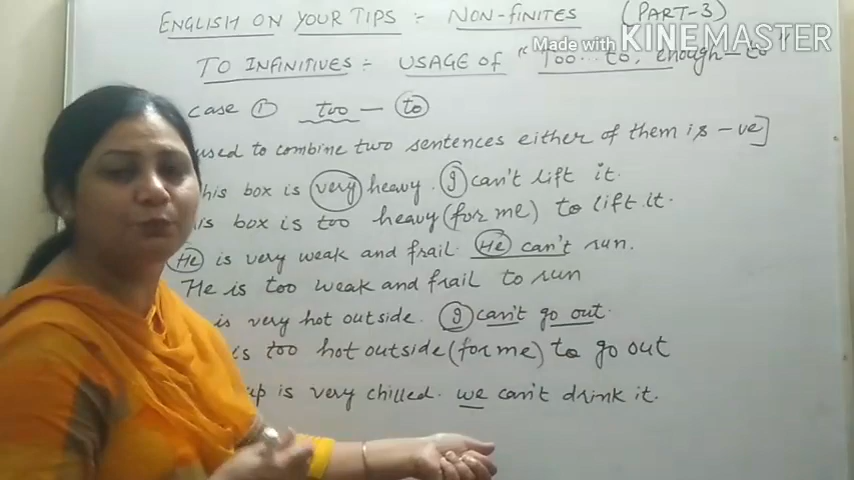 ENGLISH ON YOUR TIPS :- NON-FINITES (PART-3)
Made with KINEMASTER
TO INFINITIVES :- USAGE OF "Too...to, enough-to"
case ① too — to
used to combine two sentences either of them is -ve]
his box is very heavy. I can't lift it.
is box is too heavy (for me) to lift it.
He is very weak and frail. He can't run.
He is too weak and frail to run
is very hot outside. I can't go out.
is too hot outside (for me) to go out
up is very chilled. we can't drink it.